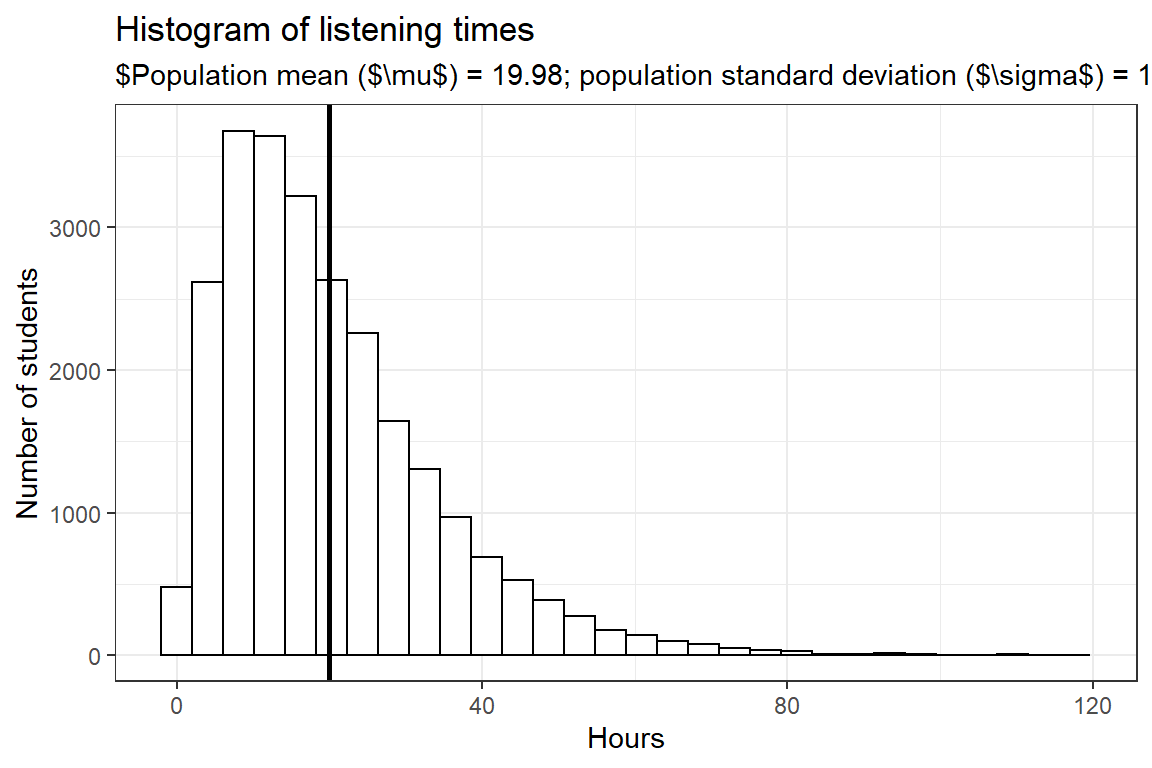 Histogram of listening times
$Population mean ($\mu$) = 19.98; population standard deviation ($\sigma$) = 1
Number of students
3000
2000
1000
0
0 40 80 120
Hours